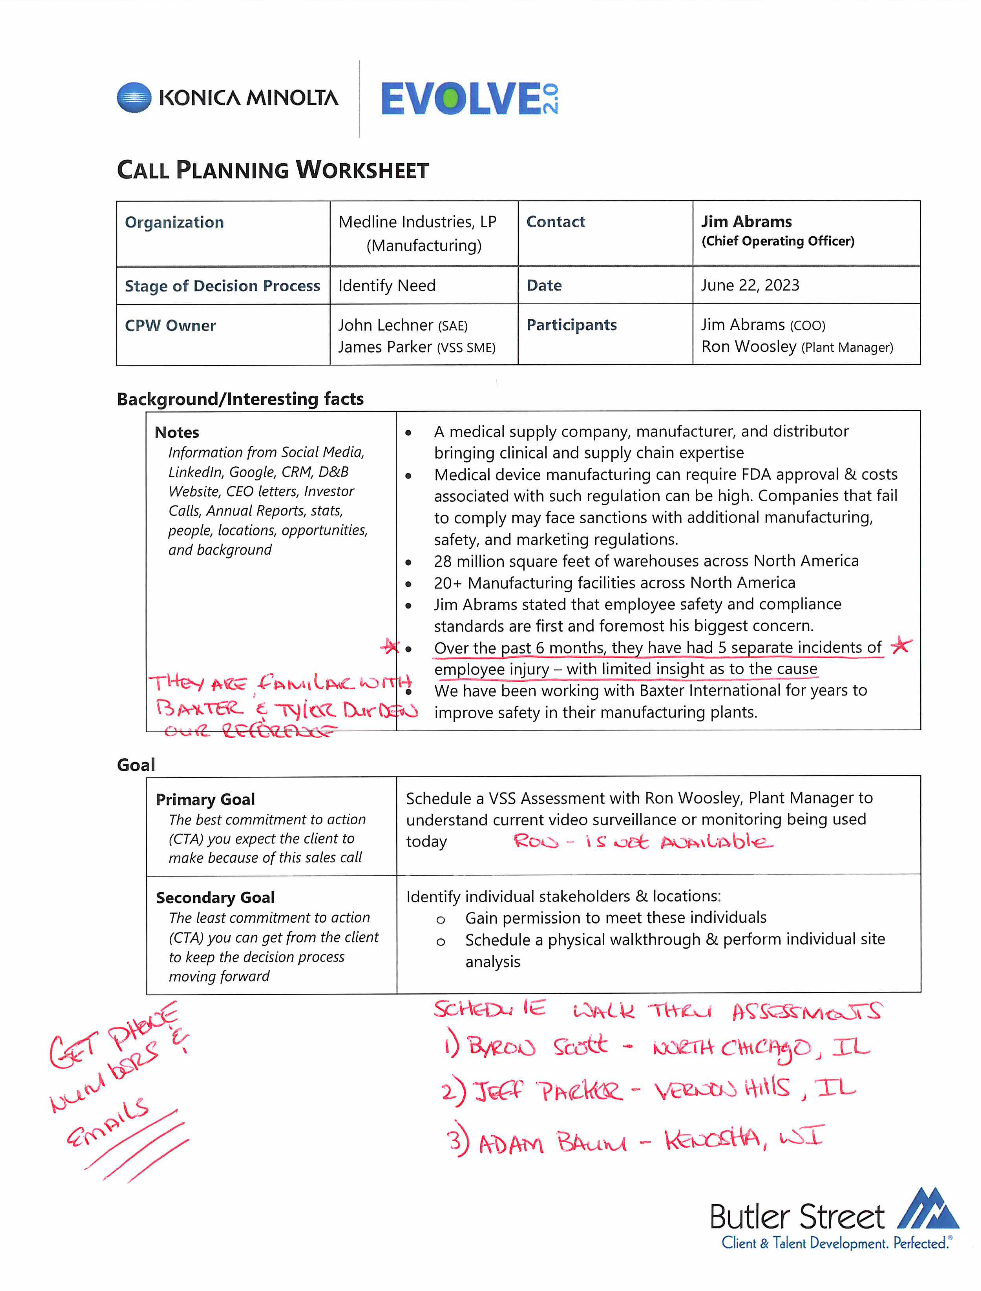 KONICA MINOLTA
EVOLVE 2.0
CALL PLANNING WORKSHEET
Organization
Medline Industries, LP
(Manufacturing)
Contact
Jim Abrams
(Chief Operating Officer)
Stage of Decision Process
Identify Need
Date
June 22, 2023
CPW Owner
John Lechner (SAE)
James Parker (VSS SME)
Participants
Jim Abrams (COO)
Ron Woosley (Plant Manager)
Background/Interesting facts
Notes
Information from Social Media,
LinkedIn, Google, CRM, D&B
Website, CEO letters, Investor
Calls, Annual Reports, stats,
people, locations, opportunities,
and background
THEY ARE FAMILAR WITH
BAXTER & TYLER DURDEN
OUR REFERENCE
• A medical supply company, manufacturer, and distributor
bringing clinical and supply chain expertise
• Medical device manufacturing can require FDA approval & costs
associated with such regulation can be high. Companies that fail
to comply may face sanctions with additional manufacturing,
safety, and marketing regulations.
• 28 million square feet of warehouses across North America
• 20+ Manufacturing facilities across North America
• Jim Abrams stated that employee safety and compliance
standards are first and foremost his biggest concern.
• Over the past 6 months, they have had 5 separate incidents of
employee injury – with limited insight as to the cause
• We have been working with Baxter International for years to
improve safety in their manufacturing plants.
Goal
Primary Goal
The best commitment to action
(CTA) you expect the client to
make because of this sales call
Schedule a VSS Assessment with Ron Woosley, Plant Manager to
understand current video surveillance or monitoring being used
today
RON - IS NOT AVAILABLE
Secondary Goal
The least commitment to action
(CTA) you can get from the client
to keep the decision process
moving forward
Identify individual stakeholders & locations:
o Gain permission to meet these individuals
o Schedule a physical walkthrough & perform individual site
analysis
GET PHONE
NUMBERS &
EMAILS
SCHEDULE WALK THRU ASSESSMENTS
1) BYRON SCOTT - NORTH CHICAGO, IL
2) JEFF PARKER - VERNON HILLS, IL
3) ADAM BAUM - KENOSHA, WI
Butler Street
Client & Talent Development. Perfected.®